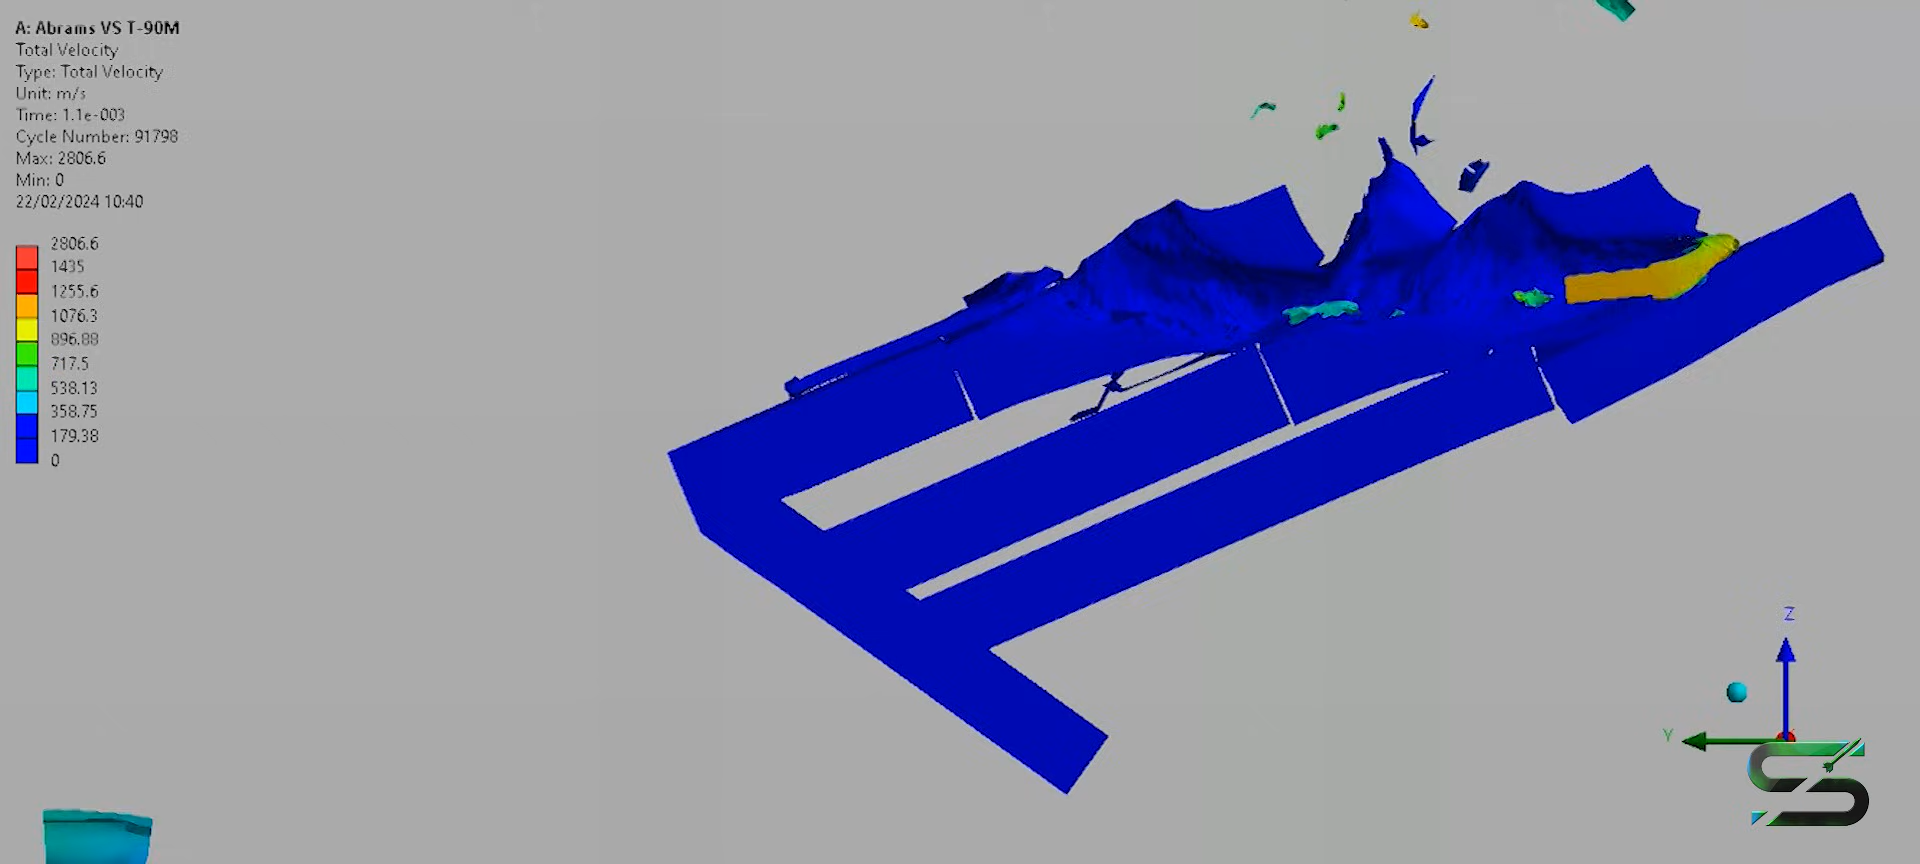 A: Abrams VS T-90M
Total Velocity
Type: Total Velocity
Unit: m/s
Time: 1.1e-003
Cycle Number: 91798
Max: 2806.6
Min: 0
22/02/2024 10:40
2806.6
1435
1255.6
1076.3
896.88
717.5
538.13
358.75
179.38
0
Z
Y